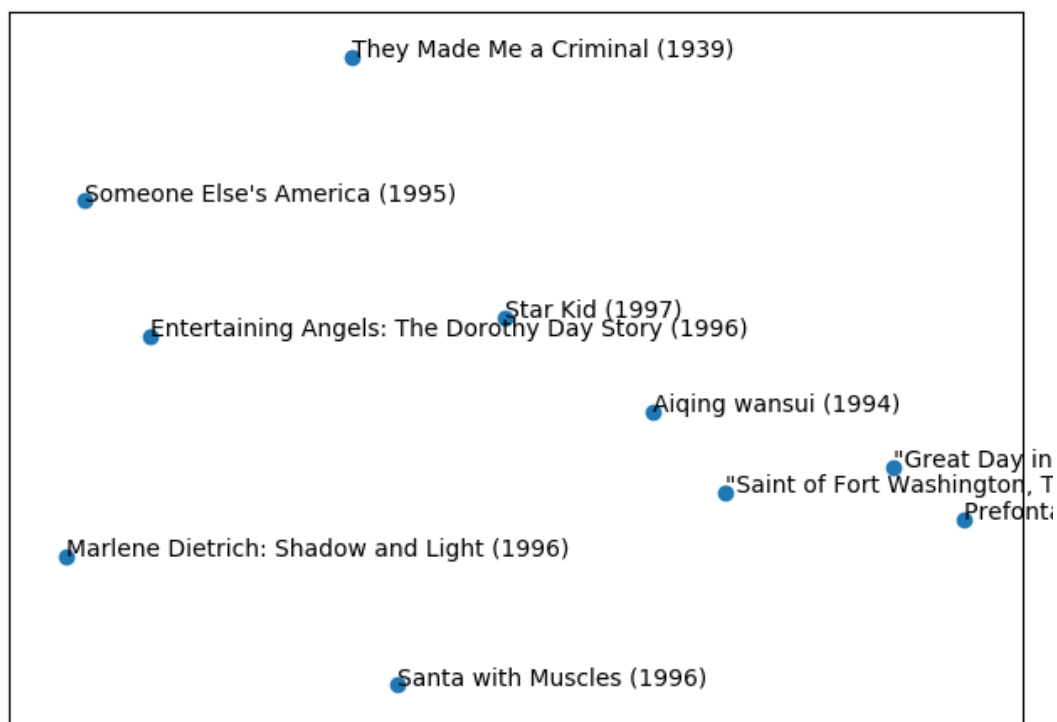 They Made Me a Criminal (1939)
Someone Else's America (1995)
Star Kid (1997)
Entertaining Angels: The Dorothy Day Story (1996)
Aiqing wansui (1994)
"Great Day in
"Saint of Fort Washington, T
Prefonta
Marlene Dietrich: Shadow and Light (1996)
Santa with Muscles (1996)